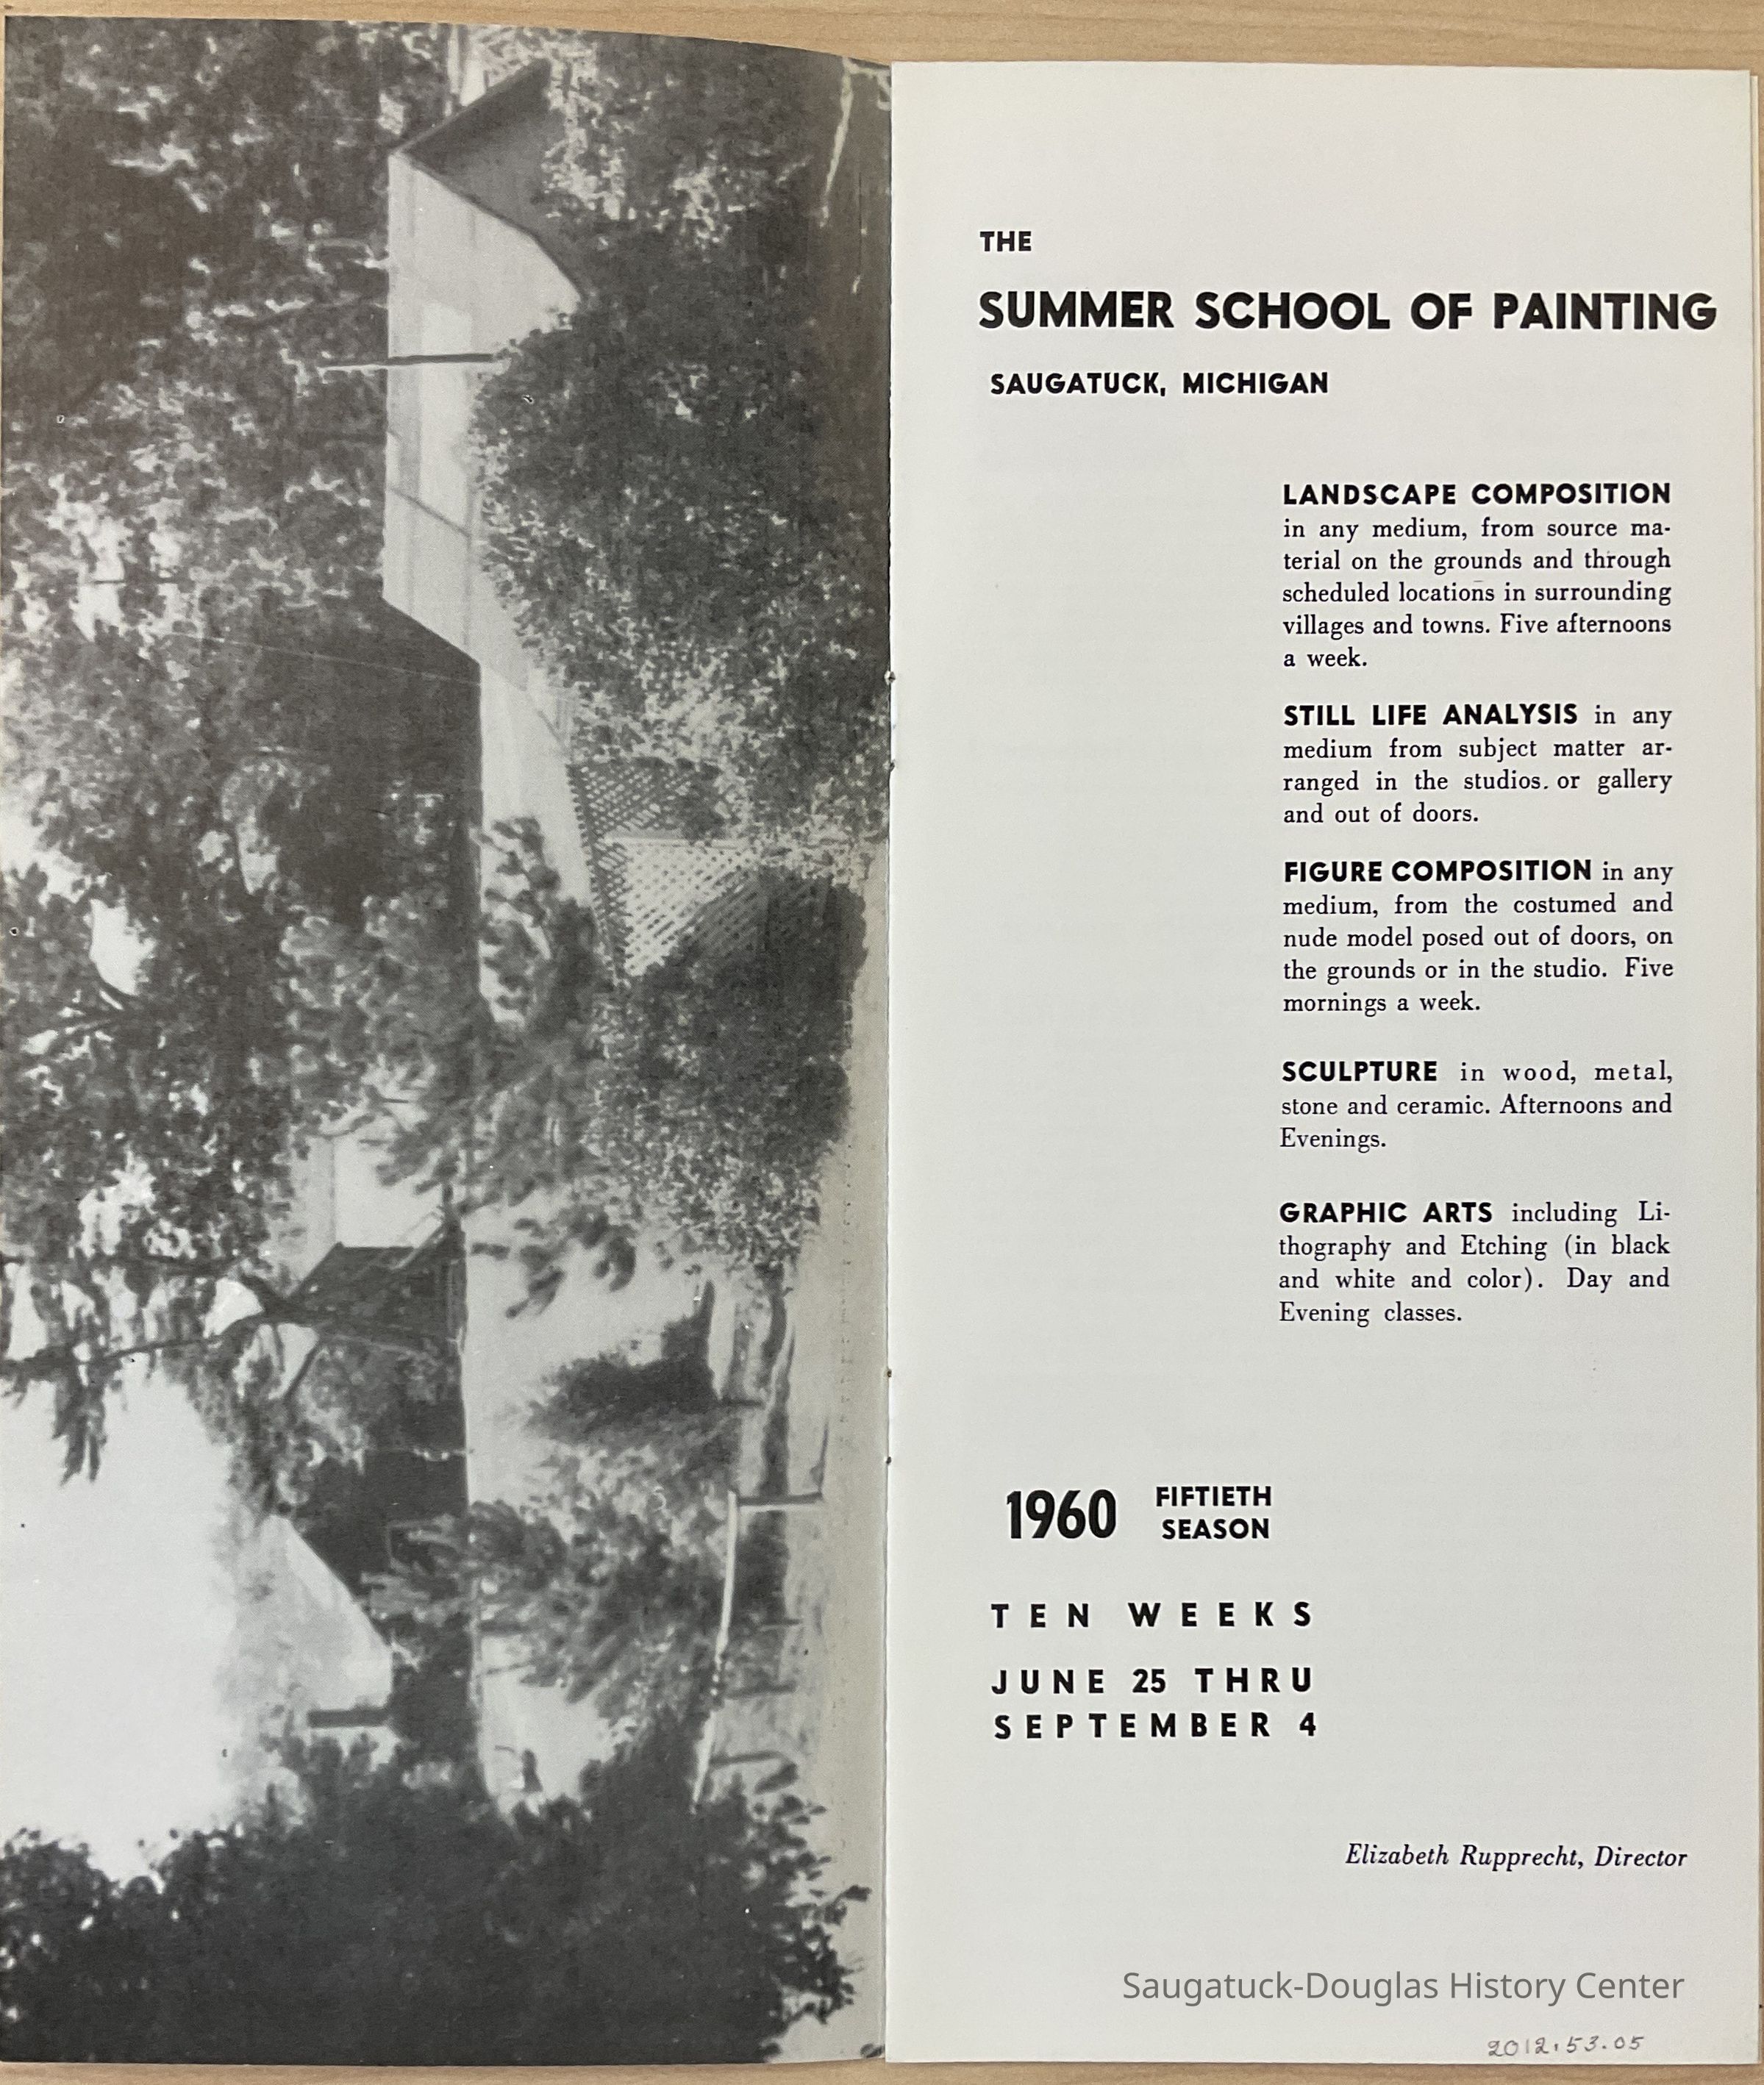 THE
SUMMER SCHOOL OF PAINTING
SAUGATUCK, MICHIGAN
LANDSCAPE COMPOSITION
in any medium, from source ma-
terial on the grounds and through
scheduled locations in surrounding
villages and towns. Five afternoons
a week.
STILL LIFE ANALYSIS in any
medium from subject matter ar-
ranged in the studios. or gallery
and out of doors.
FIGURE COMPOSITION in any
medium, from the costumed and
nude model posed out of doors, on
the grounds or in the studio. Five
mornings a week.
SCULPTURE in wood, metal,
stone and ceramic. Afternoons and
Evenings.
GRAPHIC ARTS including Li-
thography and Etching (in black
and white and color). Day and
Evening classes.
1960 FIFTIETH
SEASON
TEN WEEKS
JUNE 25 THRU
SEPTEMBER 4
Elizabeth Rupprecht, Director
Saugatuck-Douglas History Center
2012.53.05